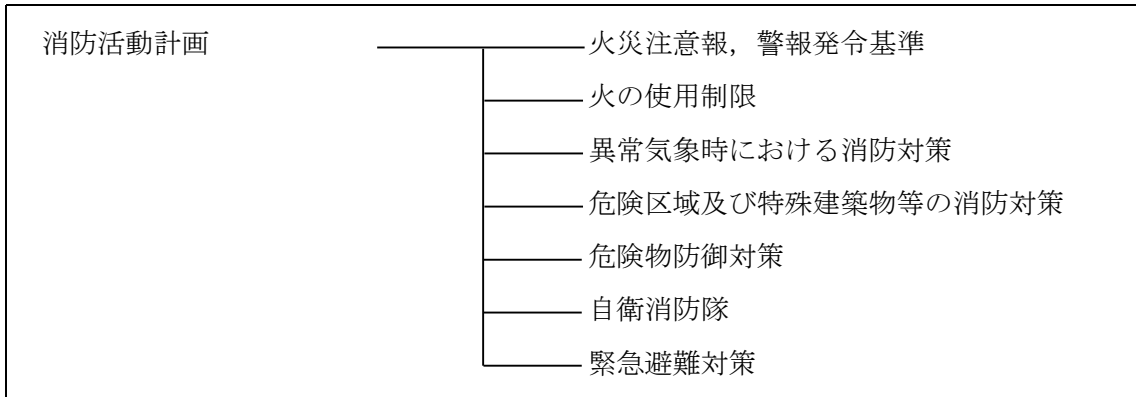 消防活動計画
火災注意報，警報発令基準
火の使用制限
異常気象時における消防対策
危険区域及び特殊建築物等の消防対策
危険物防御対策
自衛消防隊
緊急避難対策